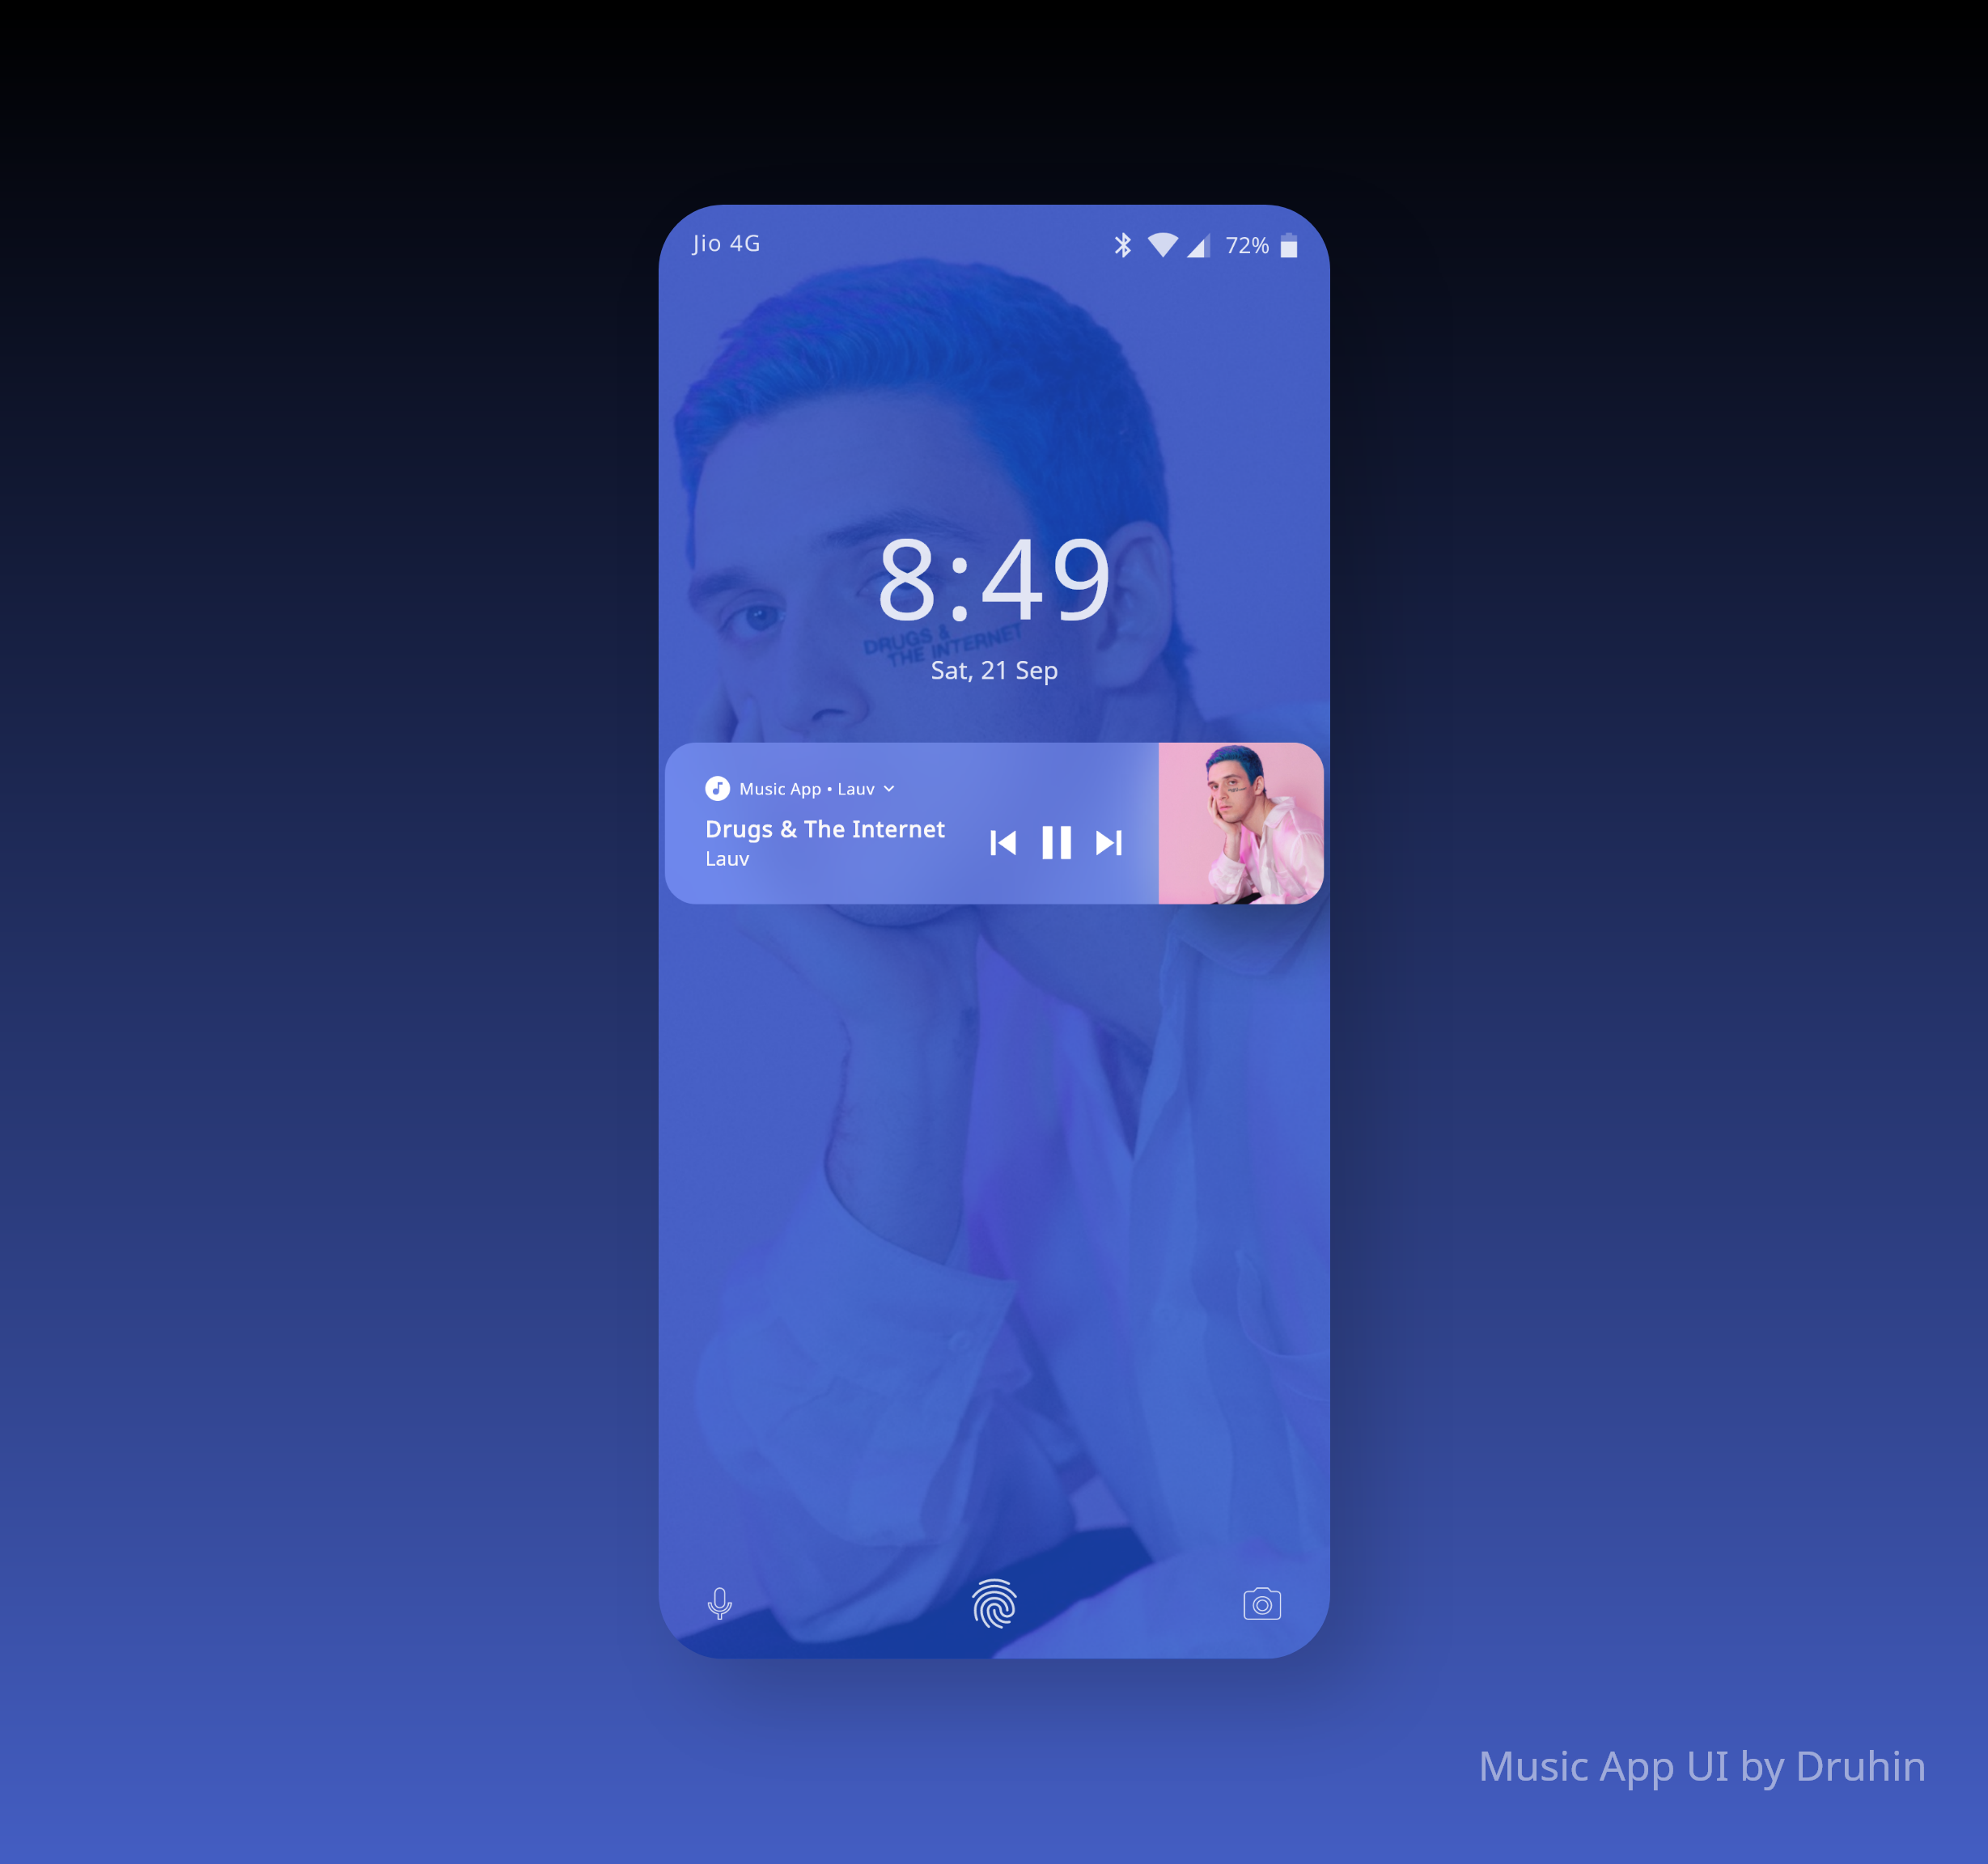 Jio 4G
72%
8:49
DRUGS &
THE INTERNET
Sat, 21 Sep
Music App • Lauv
Drugs & The Internet
Lauv
Music App UI by Druhin